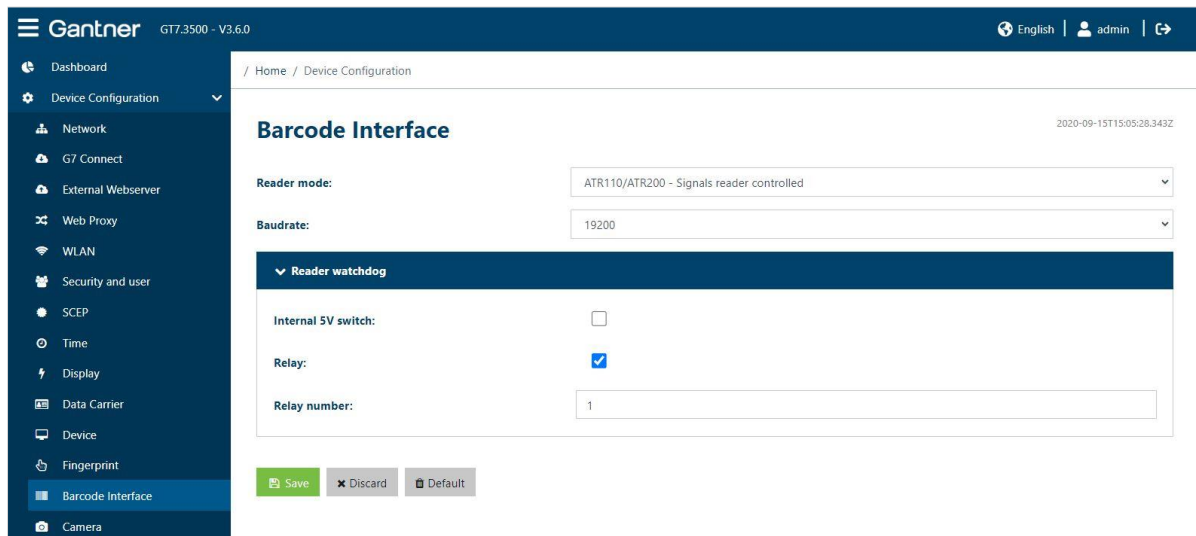 Gantner GT7.3500 - V3.6.0 English admin
Dashboard
Device Configuration
Network
G7 Connect
External Webserver
Web Proxy
WLAN
Security and user
SCEP
Time
Display
Data Carrier
Device
Fingerprint
Barcode Interface
Camera
/ Home / Device Configuration
Barcode Interface
2020-09-15T15:05:28.343Z
Reader mode: ATR110/ATR200 - Signals reader controlled
Baudrate: 19200
Reader watchdog
Internal 5V switch:
Relay:
Relay number: 1
Save Discard Default